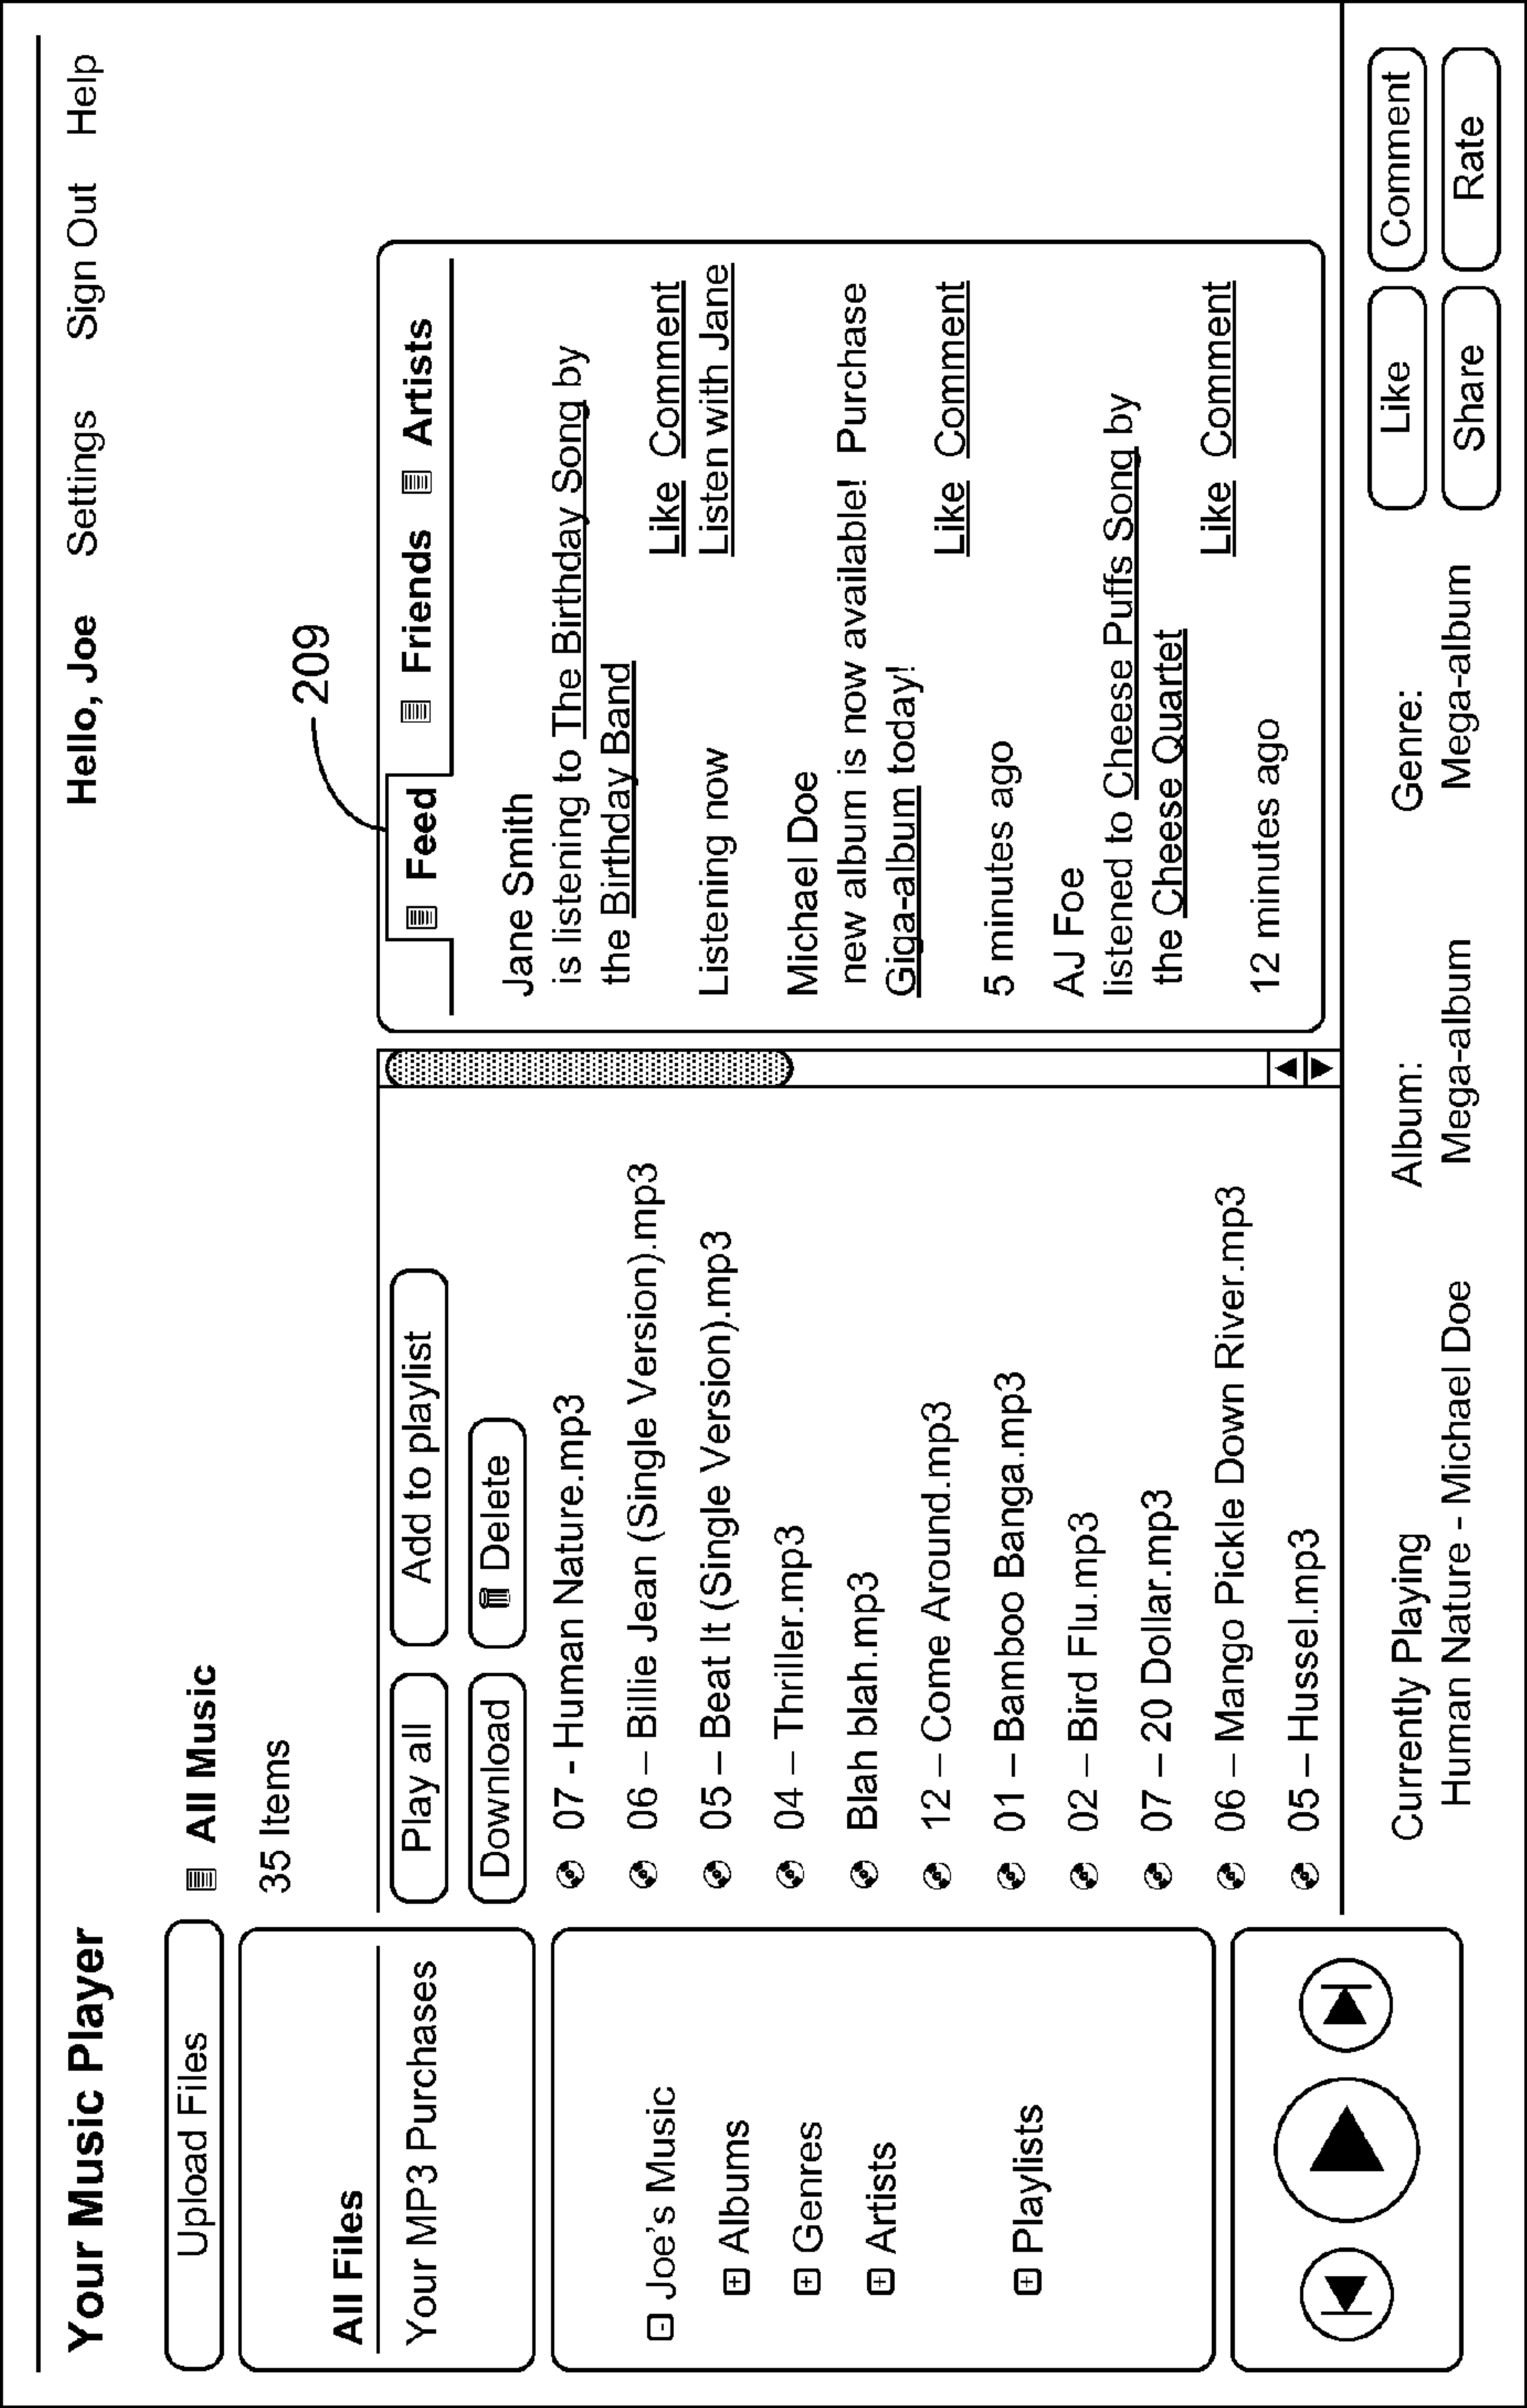 Your Music Player
Hello, Joe Settings Sign Out Help
Upload Files
All Files
Your MP3 Purchases
- Joe's Music
+ Albums
+ Genres
+ Artists
+ Playlists
All Music
35 Items
Play all Add to playlist
Download Delete
07 - Human Nature.mp3
06 – Billie Jean (Single Version).mp3
05 – Beat It (Single Version).mp3
04 – Thriller.mp3
Blah blah.mp3
12 – Come Around.mp3
01 – Bamboo Banga.mp3
02 – Bird Flu.mp3
07 – 20 Dollar.mp3
06 – Mango Pickle Down River.mp3
05 – Hussel.mp3
209
Feed Friends Artists
Jane Smith
is listening to The Birthday Song by
the Birthday Band
Like Comment
Listening now Listen with Jane
Michael Doe
new album is now available! Purchase
Giga-album today!
Like Comment
5 minutes ago
AJ Foe
listened to Cheese Puffs Song by
the Cheese Quartet
Like Comment
12 minutes ago
Currently Playing Album: Genre:
Human Nature - Michael Doe Mega-album Mega-album
Like Comment
Share Rate